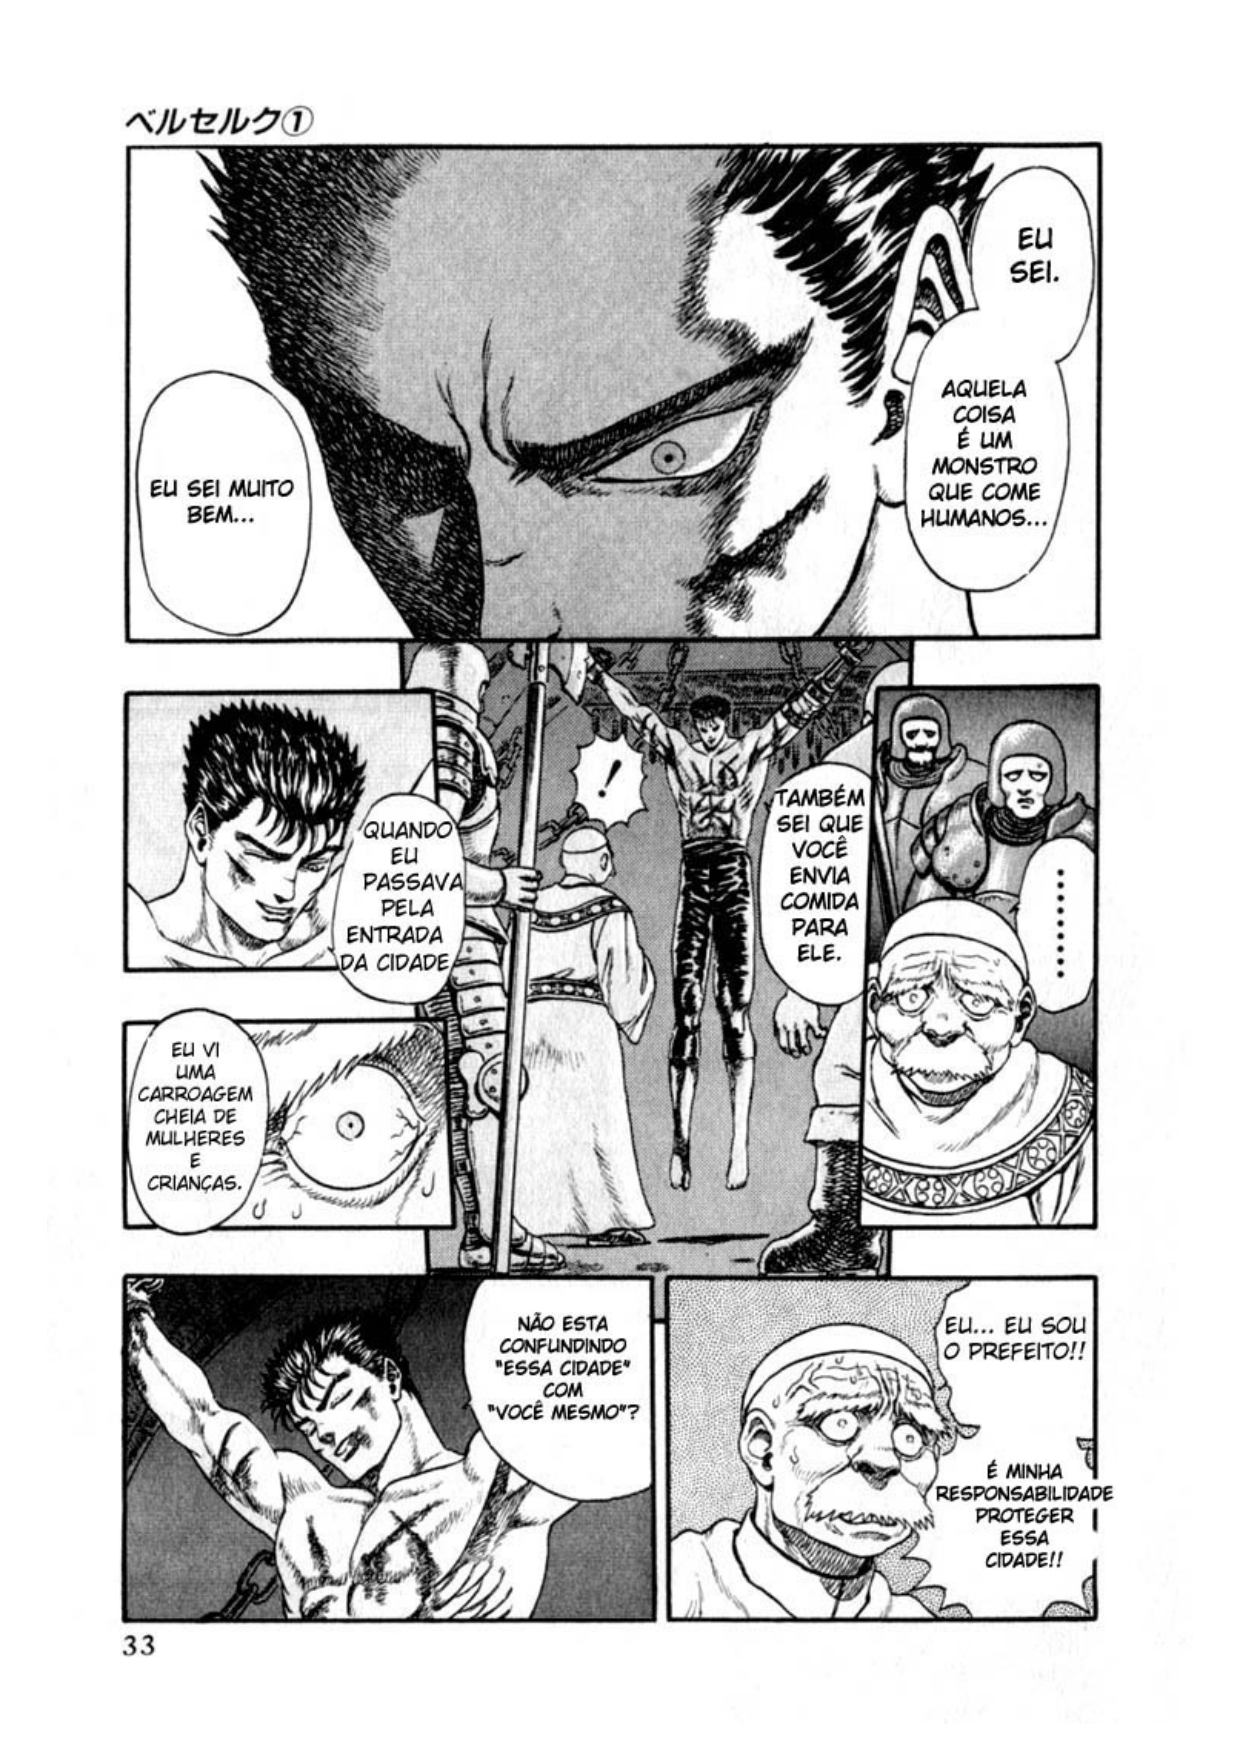 ベルセルク①
EU
SEI.
AQUELA
COISA
É UM
MONSTRO
QUE COME
HUMANOS...
EU SEI MUITO
BEM...
TAMBÉM
SEI QUE
VOCÊ
ENVIA
COMIDA
PARA
ELE.
.........
!
QUANDO
EU
PASSAVA
PELA
ENTRADA
DA CIDADE
EU VI
UMA
CARROAGEM
CHEIA DE
MULHERES
E
CRIANÇAS.
EU... EU SOU
O PREFEITO!!
É MINHA
RESPONSABILIDADE
PROTEGER
ESSA
CIDADE!!
NÃO ESTA
CONFUNDINDO
"ESSA CIDADE"
COM
"VOCÊ MESMO"?
33